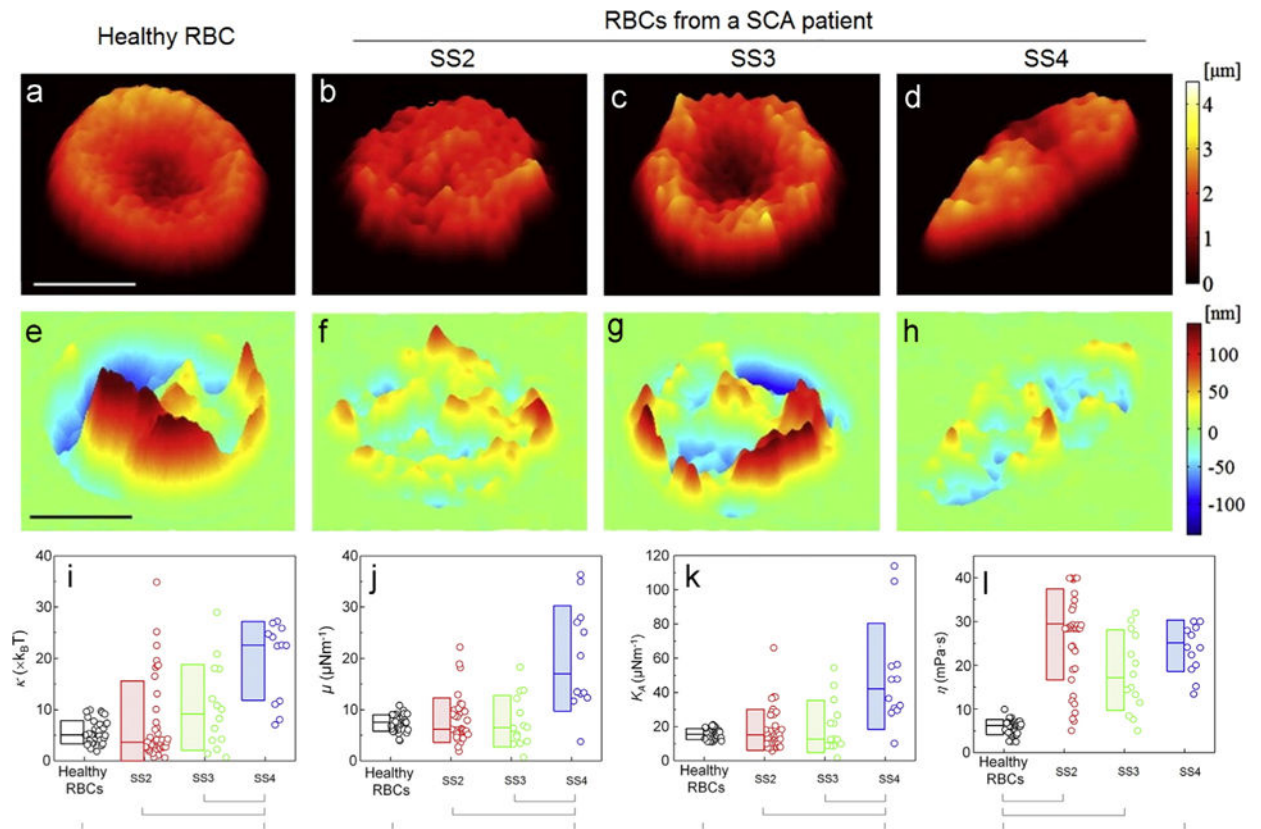 RBCs from a SCA patient
Healthy RBC
SS2 SS3 SS4
a b c d
[µm]
4
3
2
1
0
e f g h
[nm]
100
50
0
-50
-100
i
κ (×kBT)
40
30
20
10
0
Healthy RBCs SS2 SS3 SS4
j
µ (µNm⁻¹)
40
30
20
10
0
Healthy RBCs SS2 SS3 SS4
k
KA (µNm⁻¹)
120
100
80
60
40
20
0
Healthy RBCs SS2 SS3 SS4
l
η (mPa·s)
40
30
20
10
0
Healthy RBCs SS2 SS3 SS4